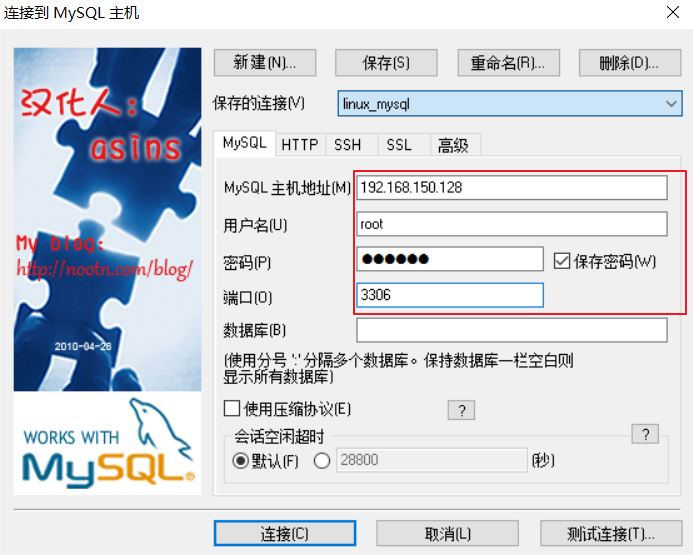 连接到 MySQL 主机
汉化人：
asins
My blog:
http://nootn.com/blog/
2010-04-28
WORKS WITH
MySQL®
新建(N)...
保存(S)
重命名(R)...
删除(D)...
保存的连接(V)
linux_mysql
MySQL
HTTP
SSH
SSL
高级
MySQL 主机地址(M)
192.168.150.128
用户名(U)
root
密码(P)
●●●●●●
保存密码(W)
端口(O)
3306
数据库(B)
(使用分号 ';' 分隔多个数据库。保持数据库一栏空白则
显示所有数据库)
使用压缩协议(E)
?
会话空闲超时
?
默认(F)
28800
(秒)
连接(C)
取消(L)
测试连接(T)...